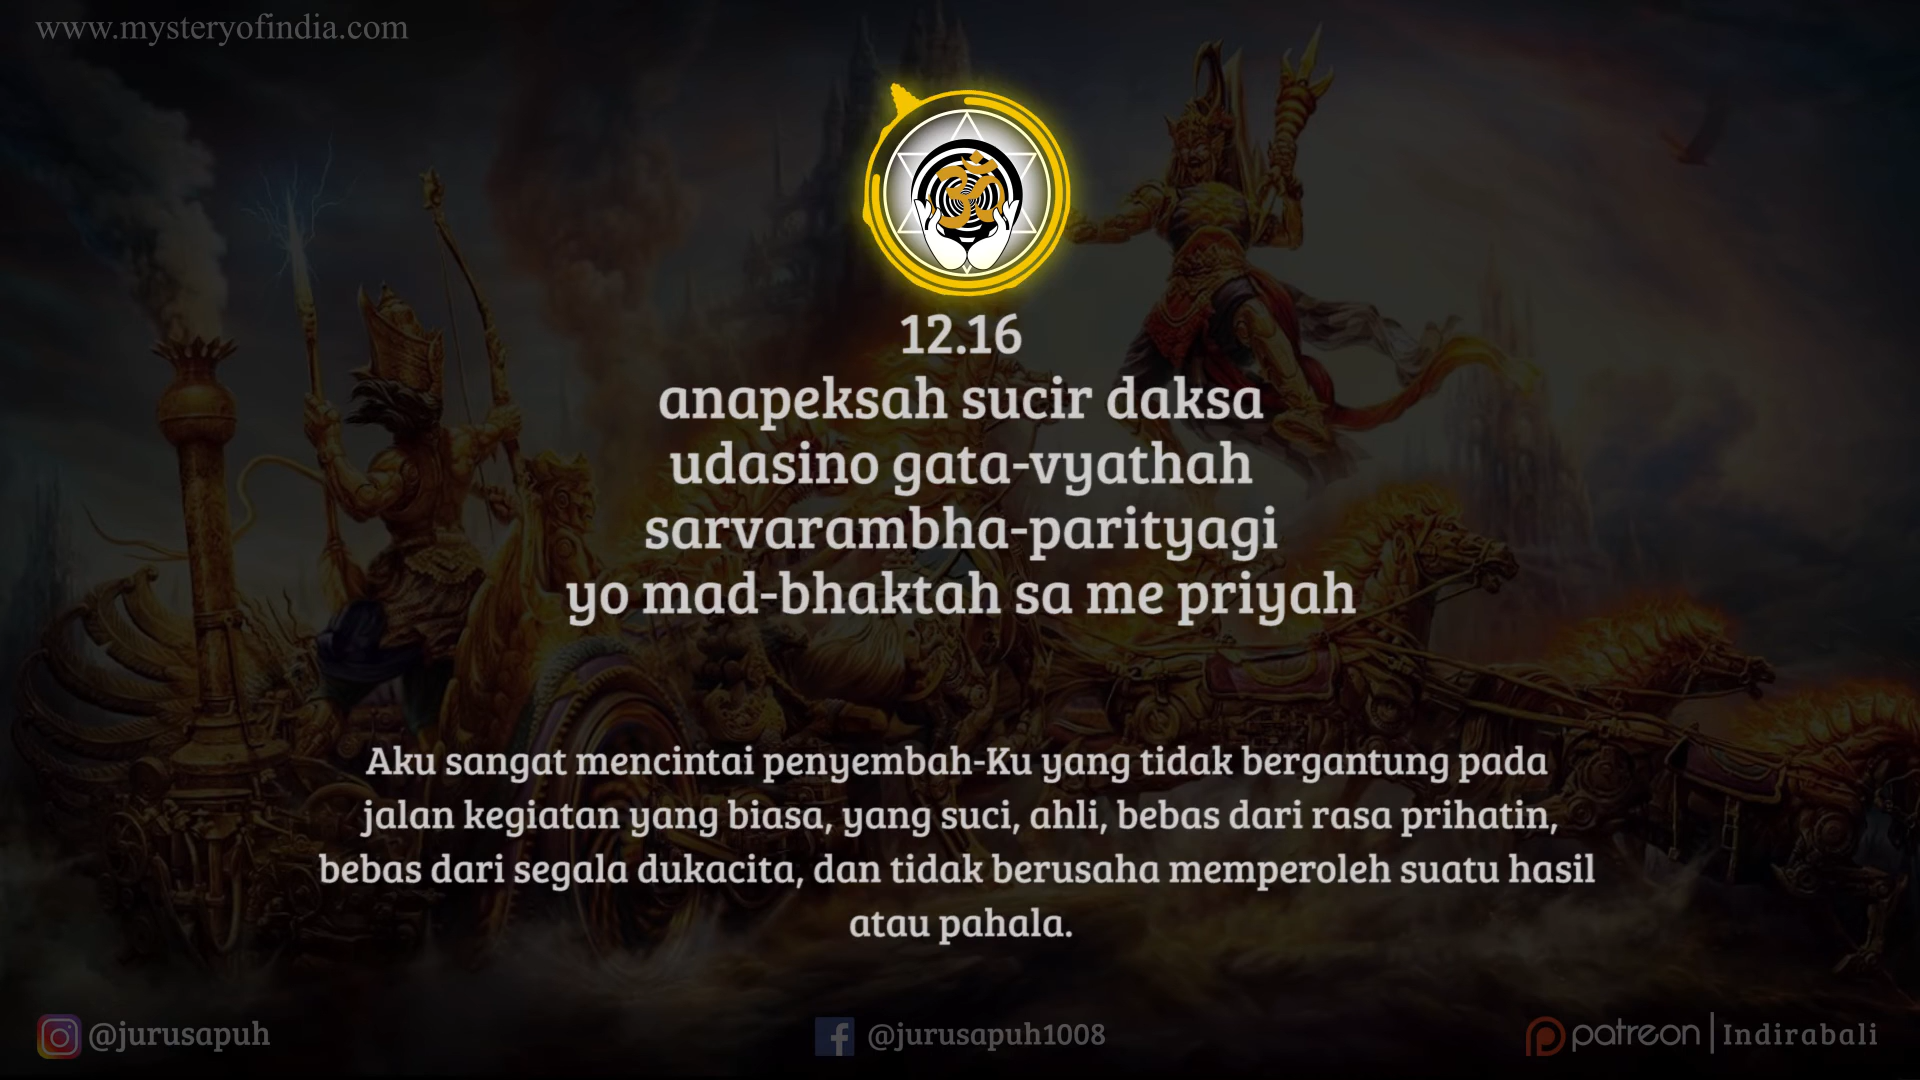 www.mysteryofindia.com
ॐ
12.16
anapeksah sucir daksa
udasino gata-vyathah
sarvarambha-parityagi
yo mad-bhaktah sa me priyah
Aku sangat mencintai penyembah-Ku yang tidak bergantung pada
jalan kegiatan yang biasa, yang suci, ahli, bebas dari rasa prihatin,
bebas dari segala dukacita, dan tidak berusaha memperoleh suatu hasil
atau pahala.
@jurusapuh
@jurusapuh1008
patreon | Indirabali